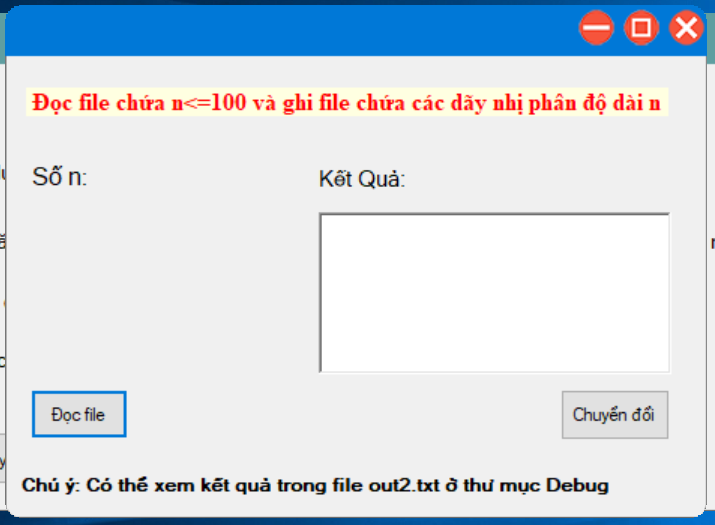 Đọc file chứa n<=100 và ghi file chứa các dãy nhị phân độ dài n
Số n:
Kết Quả:
Đọc file
Chuyển đổi
Chú ý: Có thể xem kết quả trong file out2.txt ở thư mục Debug